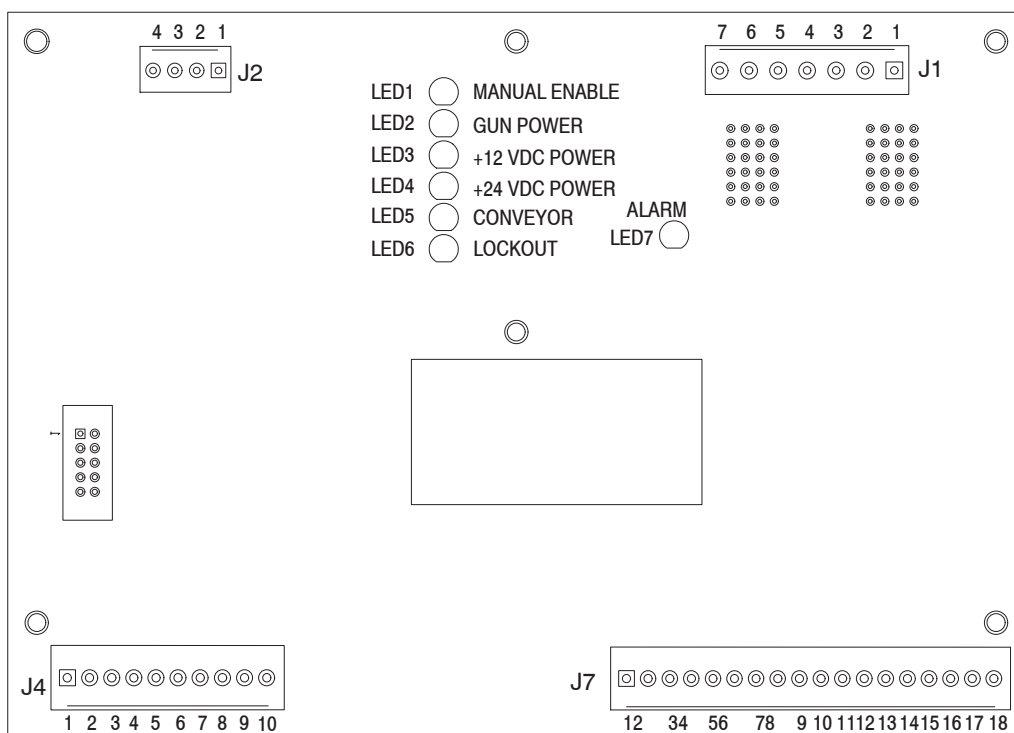 4 3 2 1
J2
7 6 5 4 3 2 1
J1
LED1 MANUAL ENABLE
LED2 GUN POWER
LED3 +12 VDC POWER
LED4 +24 VDC POWER
LED5 CONVEYOR
LED6 LOCKOUT
ALARM
LED7
1
J4
1 2 3 4 5 6 7 8 9 10
J7
12 34 56 78 9 10 1112 13 1415 16 17 18